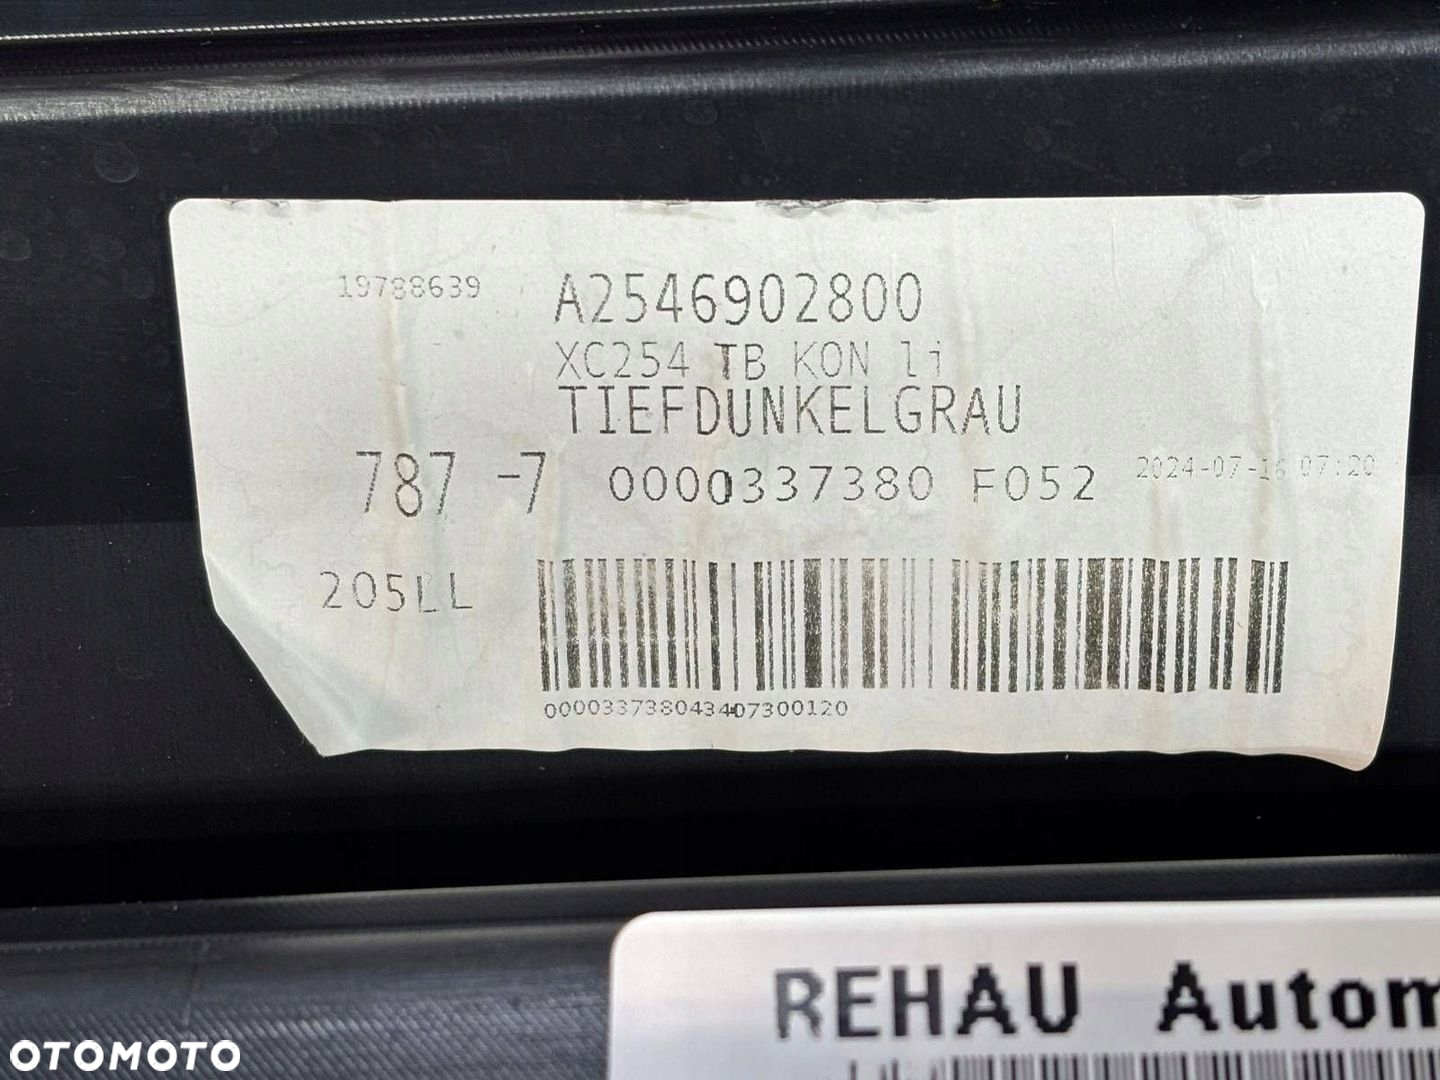 19788639 A2546902800
XC254 TB KON li
TIEFDUNKELGRAU
787 -7 0000337380 F052 2024-07-16 07:20
205LL
000033738043407300120
REHAU Autom
OTOMOTO